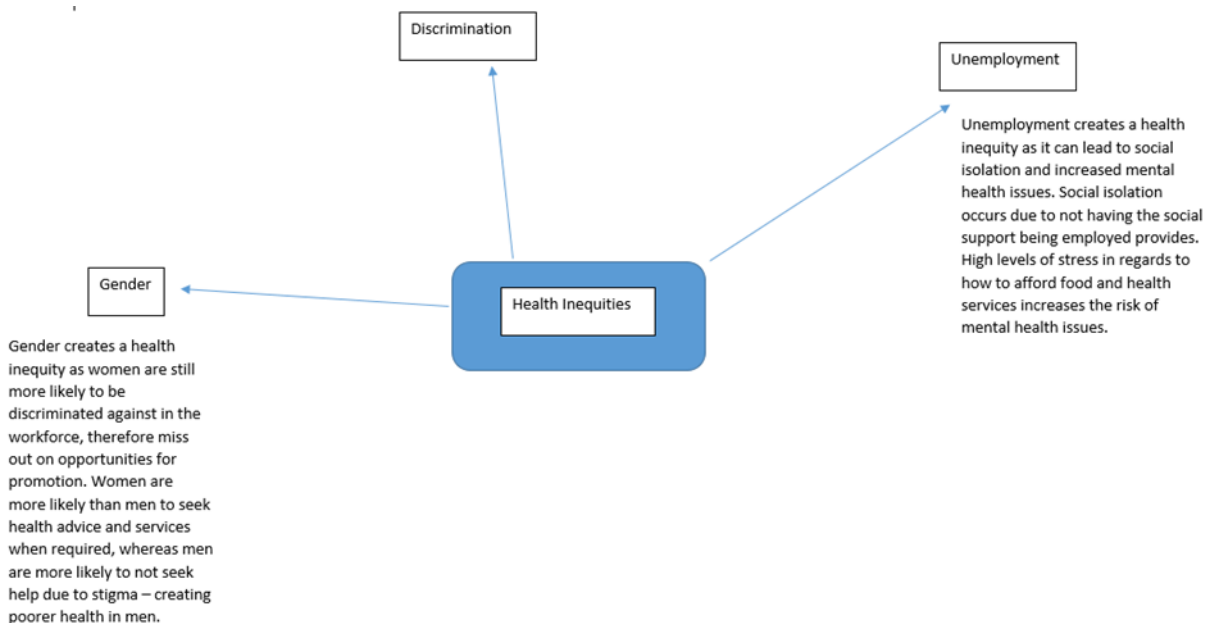 Discrimination
Unemployment
Unemployment creates a health
inequity as it can lead to social
isolation and increased mental
health issues. Social isolation
occurs due to not having the social
support being employed provides.
High levels of stress in regards to
how to afford food and health
services increases the risk of
mental health issues.
Gender
Health Inequities
Gender creates a health
inequity as women are still
more likely to be
discriminated against in the
workforce, therefore miss
out on opportunities for
promotion. Women are
more likely than men to seek
health advice and services
when required, whereas men
are more likely to not seek
help due to stigma – creating
poorer health in men.